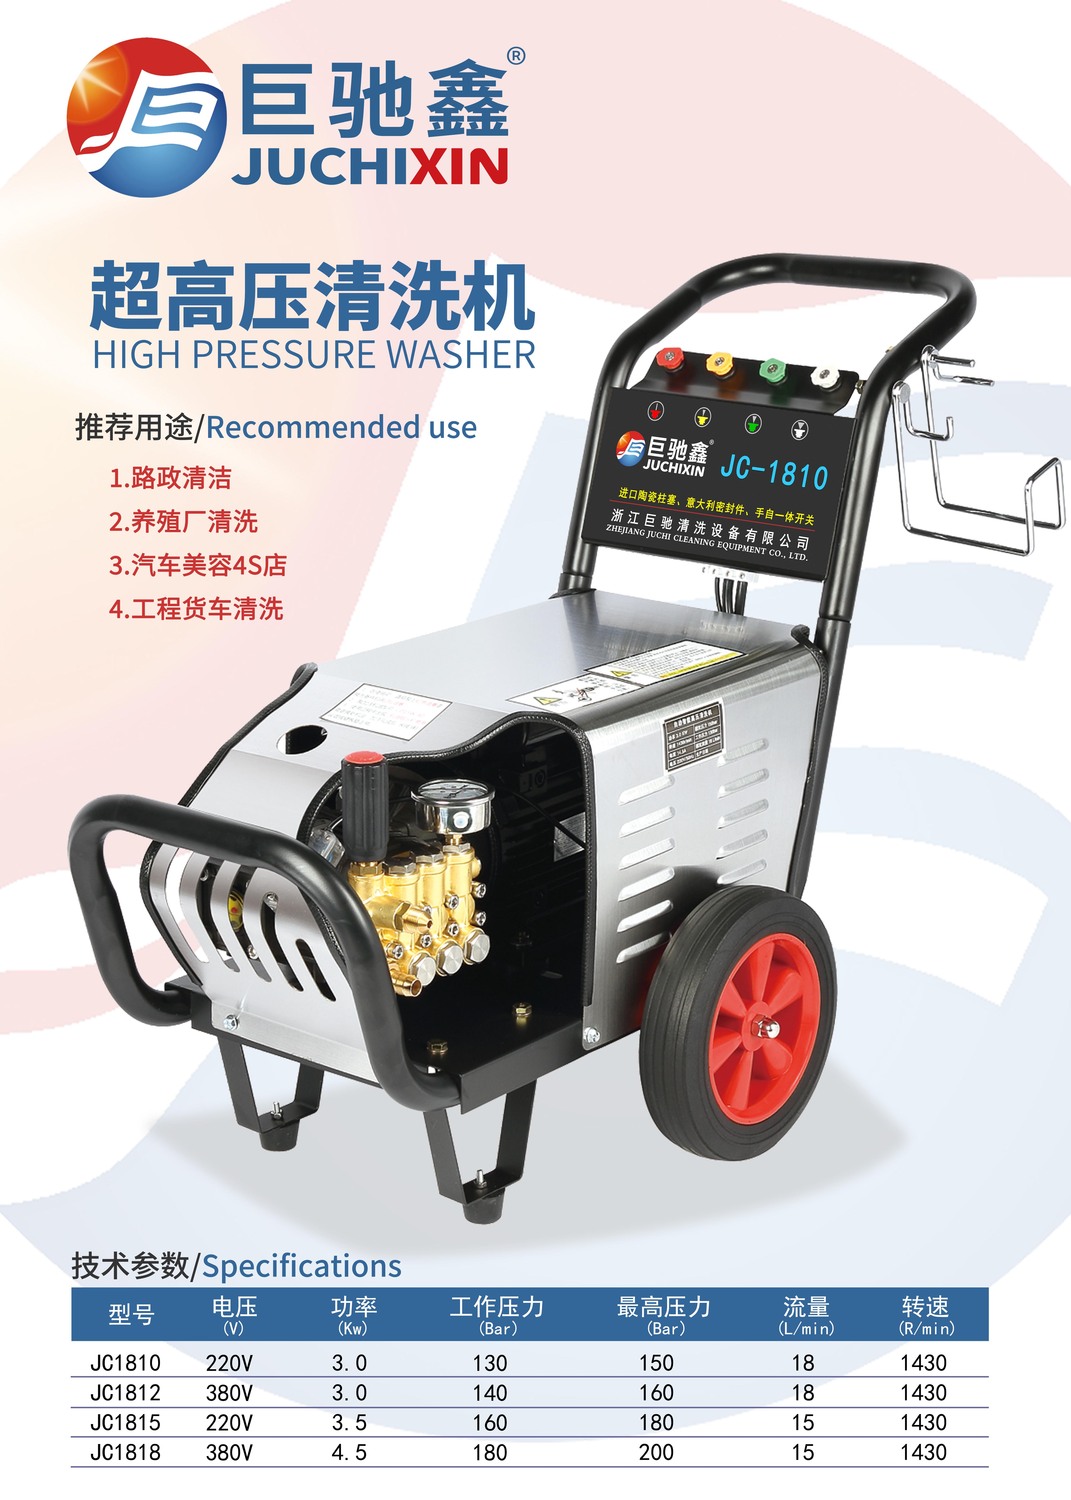 巨驰鑫®
JUCHIXIN
超高压清洗机
HIGH PRESSURE WASHER
推荐用途/Recommended use
1.路政清洁
2.养殖厂清洗
3.汽车美容4S店
4.工程货车清洗
巨驰鑫®
JUCHIXIN
JC-1810
进口陶瓷柱塞、意大利密封件、手自一体开关
浙江巨驰清洗设备有限公司
ZHEJIANG JUCHI CLEANING EQUIPMENT CO., LTD.
技术参数/Specifications
型号 电压 (V) 功率 (Kw) 工作压力 (Bar) 最高压力 (Bar) 流量 (L/min) 转速 (R/min)
JC1810 220V 3.0 130 150 18 1430
JC1812 380V 3.0 140 160 18 1430
JC1815 220V 3.5 160 180 15 1430
JC1818 380V 4.5 180 200 15 1430